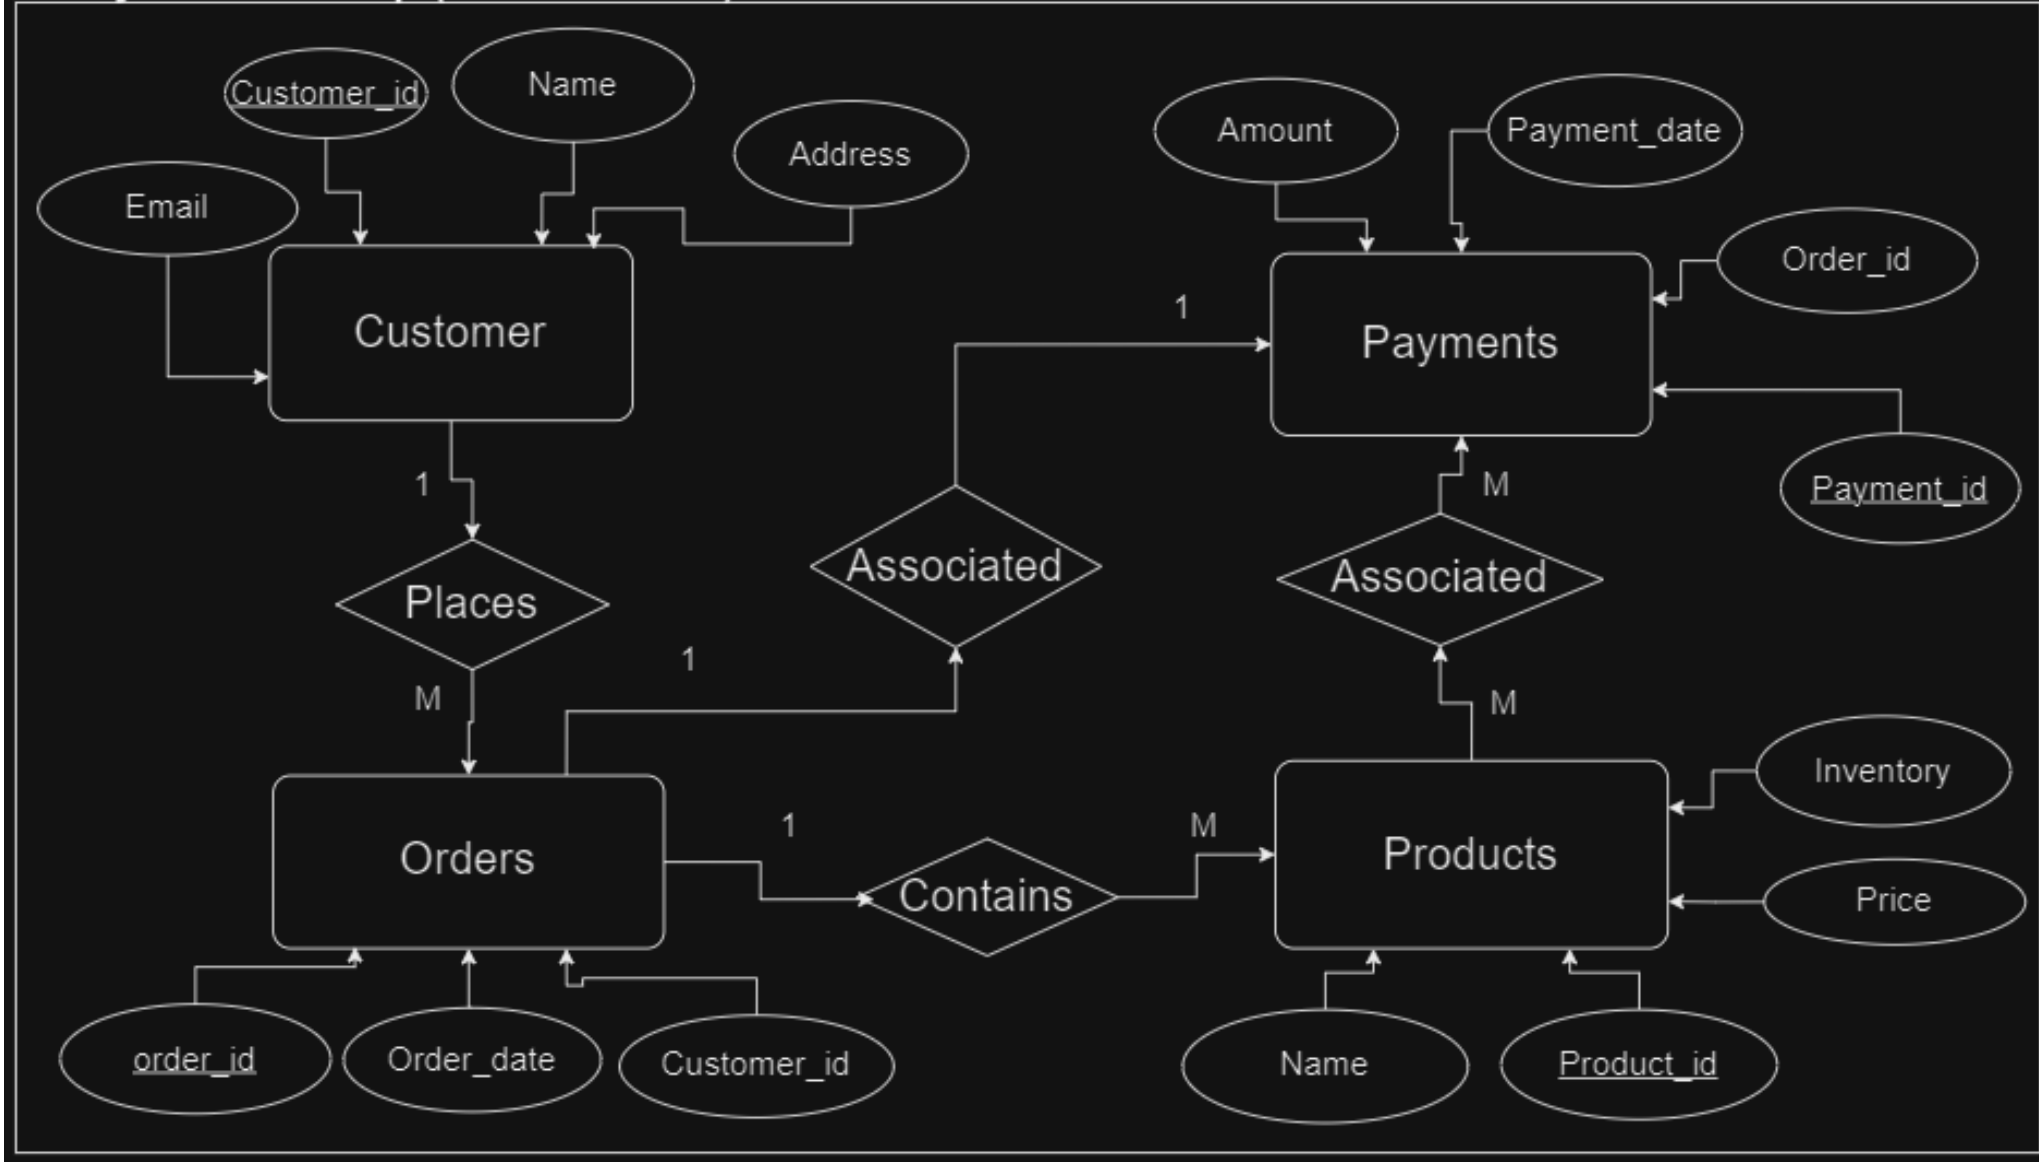 Customer_id
Name
Address
Email
Customer
Amount
Payment_date
Order_id
Payments
Payment_id
1
1
M
Places
Associated
Associated
M
1
M
Orders
1
Contains
M
Products
Inventory
Price
order_id
Order_date
Customer_id
Name
Product_id